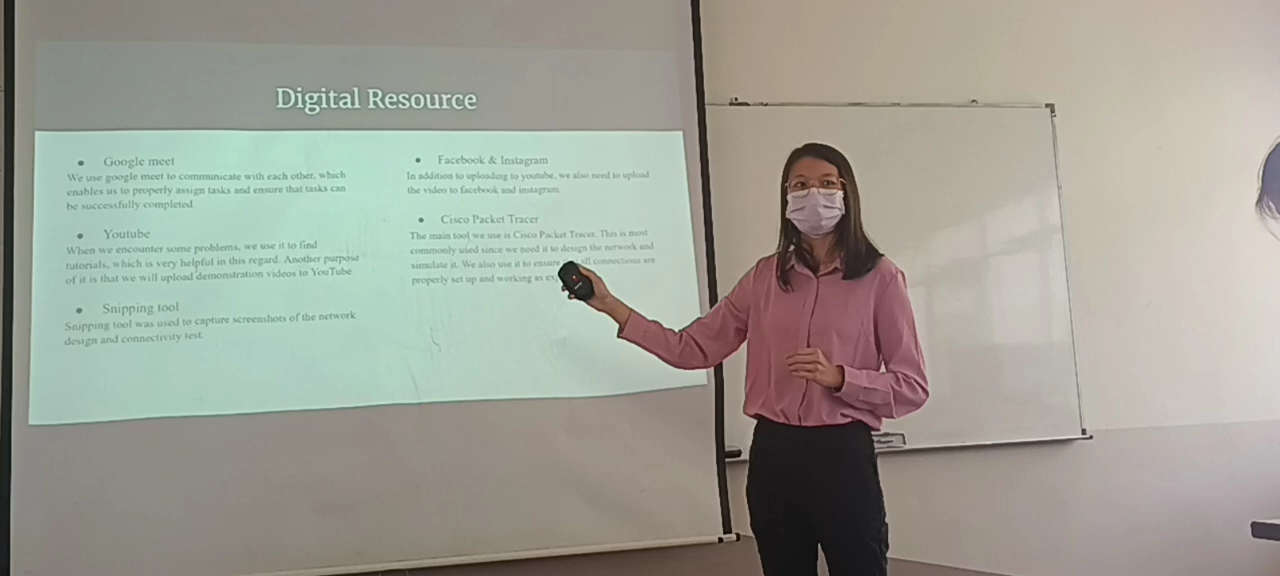 Digital Resource
● Google meet
We use google meet to communicate with each other, which
enables us to properly assign tasks and ensure that tasks can
be successfully completed.
● Youtube
When we encounter some problems, we use it to find
tutorials, which is very helpful in this regard. Another purpose
of it is that we will upload demonstration videos to YouTube.
● Snipping tool
Snipping tool was used to capture screenshots of the network
design and connectivity test.
● Facebook & Instagram
In addition to uploading to youtube, we also need to upload
the video to facebook and instagram.
● Cisco Packet Tracer
The main tool we use is Cisco Packet Tracer. This is most
commonly used since we need it to design the network and
simulate it. We also use it to ensure all connections are
properly set up and working as